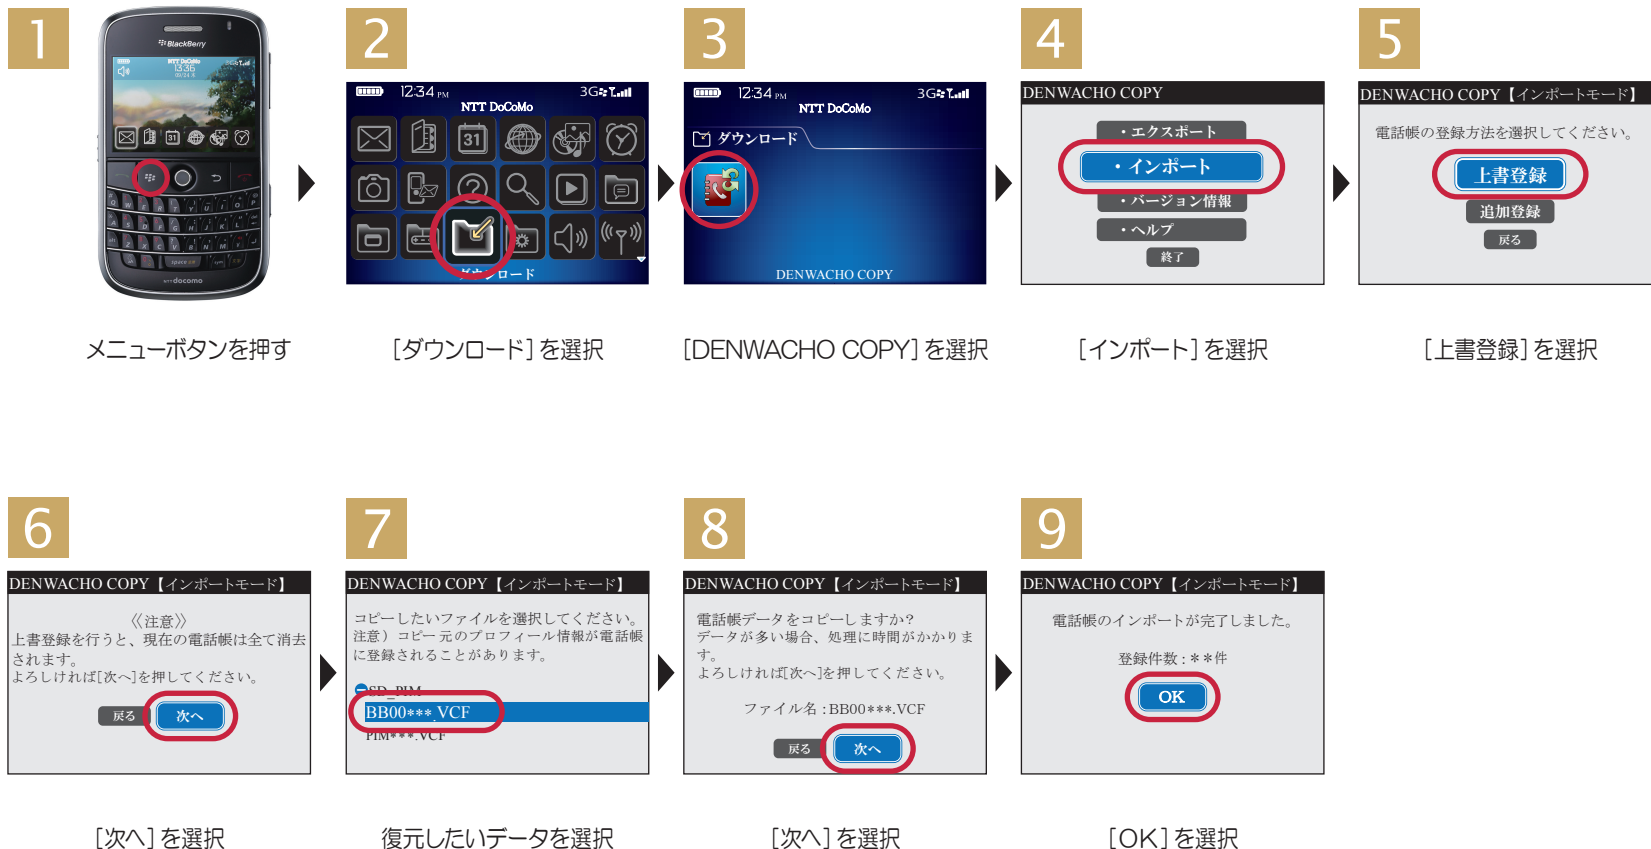 1
BlackBerry
NTT DoCoMo
docomo
メニューボタンを押す
2
12:34 PM
3G
NTT DoCoMo
31
ダウンロード
[ダウンロード]を選択
3
12:34 PM
3G
NTT DoCoMo
ダウンロード
DENWACHO COPY
[DENWACHO COPY]を選択
4
DENWACHO COPY
・エクスポート
・インポート
・バージョン情報
・ヘルプ
終了
[インポート]を選択
5
DENWACHO COPY【インポートモード】
電話帳の登録方法を選択してください。
上書登録
追加登録
戻る
[上書登録]を選択
6
DENWACHO COPY【インポートモード】
《注意》
上書登録を行うと、現在の電話帳は全て消去
されます。
よろしければ[次へ]を押してください。
戻る
次へ
[次へ]を選択
7
DENWACHO COPY【インポートモード】
コピーしたいファイルを選択してください。
注意）コピー元のプロフィール情報が電話帳
に登録されることがあります。
SD_PIM
BB00***.VCF
PIM***.VCF
復元したいデータを選択
8
DENWACHO COPY【インポートモード】
電話帳データをコピーしますか？
データが多い場合、処理に時間がかかりま
す。
よろしければ[次へ]を押してください。
ファイル名:BB00***.VCF
戻る
次へ
[次へ]を選択
9
DENWACHO COPY【インポートモード】
電話帳のインポートが完了しました。
登録件数:**件
OK
[OK]を選択